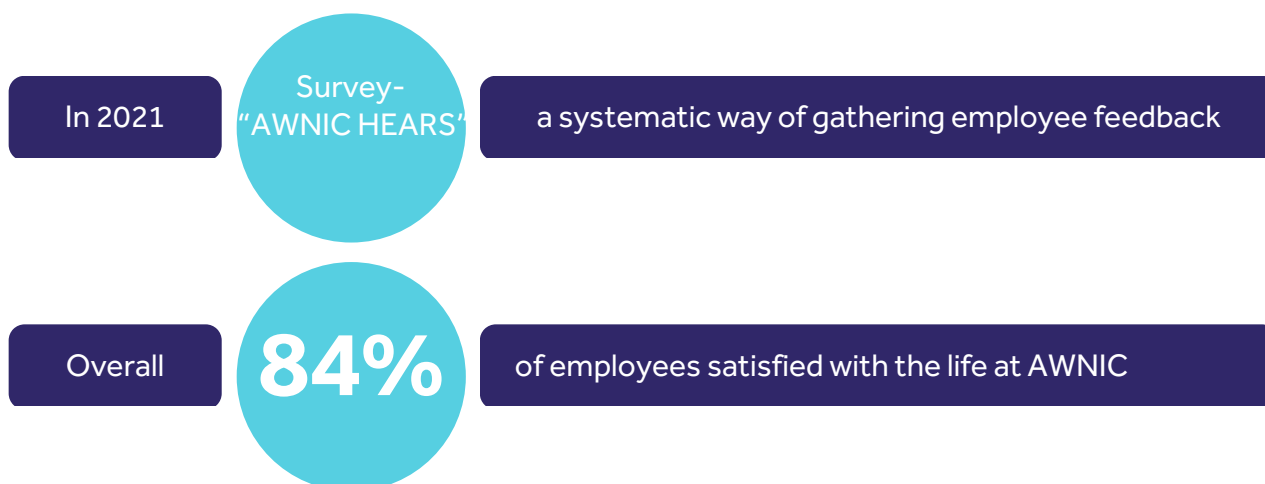 In 2021
Survey-
“AWNIC HEARS“
a systematic way of gathering employee feedback
Overall
84%
of employees satisfied with the life at AWNIC